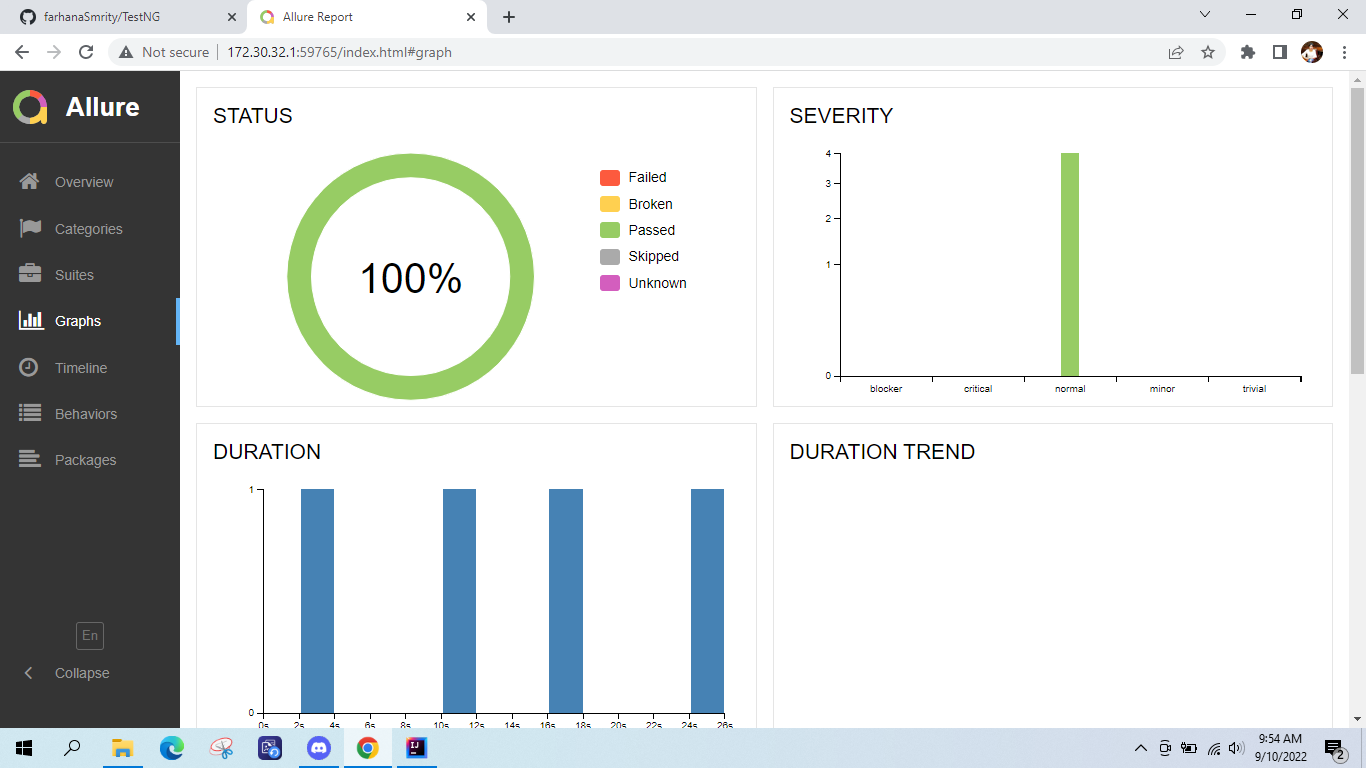 farhanaSmrity/TestNG
Allure Report
Not secure
172.30.32.1:59765/index.html#graph
Allure
Overview
Categories
Suites
Graphs
Timeline
Behaviors
Packages
En
Collapse
STATUS
100%
Failed
Broken
Passed
Skipped
Unknown
SEVERITY
4
3
2
1
0
blocker critical normal minor trivial
DURATION
1
0
0s 2s 4s 6s 8s 10s 12s 14s 16s 18s 20s 22s 24s 26s
DURATION TREND
IJ
9:54 AM
9/10/2022
2